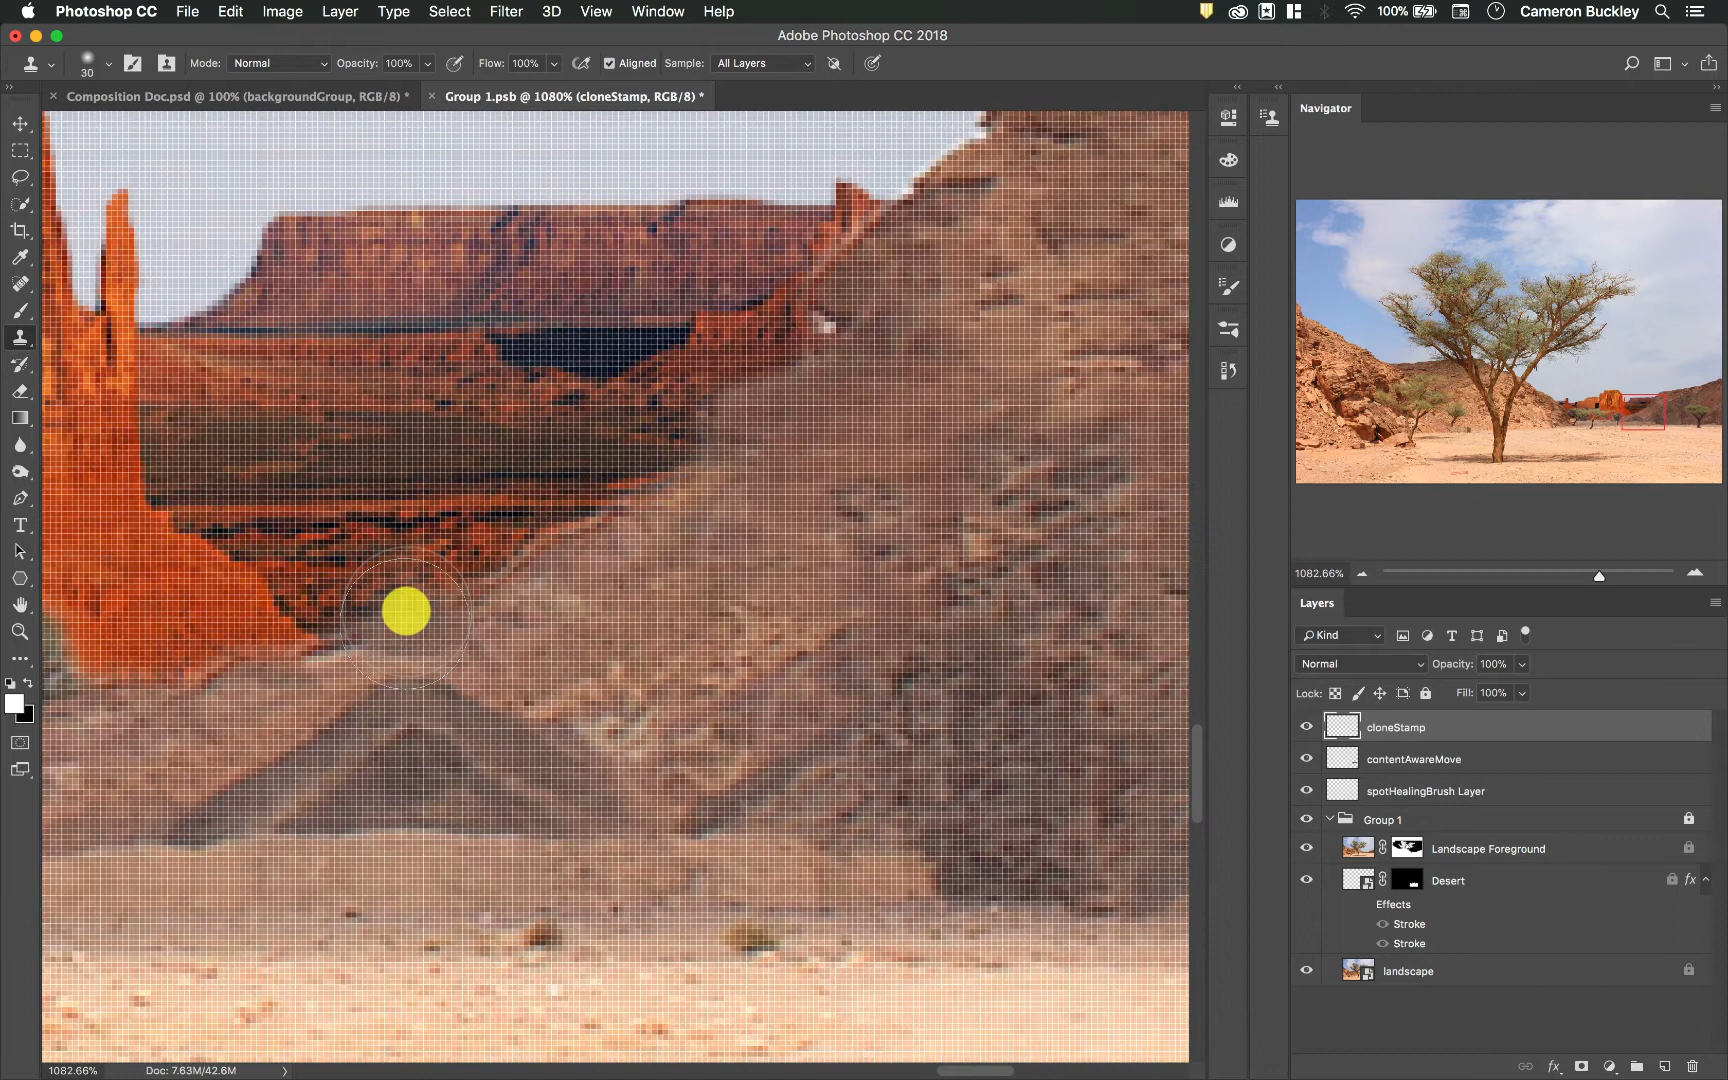 Photoshop CC File Edit Image Layer Type Select Filter 3D View Window Help 100% Cameron Buckley
Adobe Photoshop CC 2018
30 Mode: Normal Opacity: 100% Flow: 100% Aligned Sample: All Layers
Composition Doc.psd @ 100% (backgroundGroup, RGB/8) * Group 1.psb @ 1080% (cloneStamp, RGB/8) *
Navigator
1082.66%
Layers
Kind
Normal Opacity: 100%
Lock: Fill: 100%
cloneStamp
contentAwareMove
spotHealingBrush Layer
Group 1
Landscape Foreground
Desert fx
Effects
Stroke
Stroke
landscape
fx
1082.66% Doc: 7.63M/42.6M